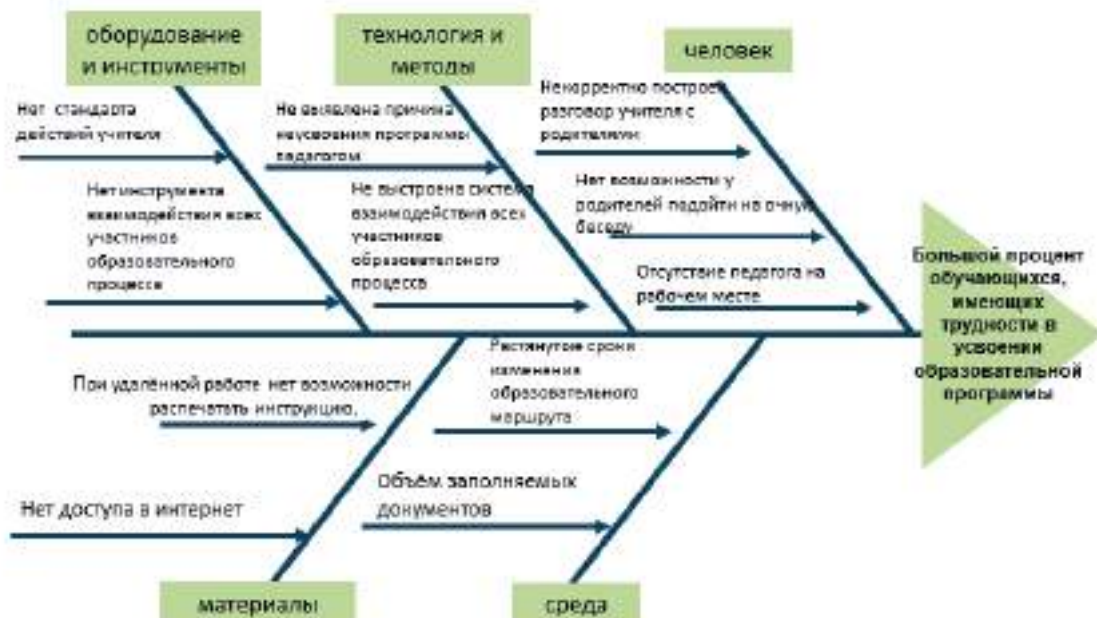 оборудование
и инструменты
технология и
методы
человек
Нет стандарта
действий учителя
Не выявлена причина
неусвоения программы
педагогом
Некорректно построен
разговор учителя с
родителями
Нет инструмента
взаимодействия всех
участников
образовательного
процесса
Не выстроена система
взаимодействия всех
участников
образовательного
процесса
Нет возможности у
родителей подойти на очную
беседу
Отсутствие педагога на
рабочем месте
Большой процент
обучающихся,
имеющих
трудности в
усвоении
образовательной
программы
При удалённой работе нет возможности
распечатать инструкцию.
Растянутые сроки
изменения
образовательного
маршрута
Нет доступа в интернет
Объём заполняемых
документов
материалы
среда